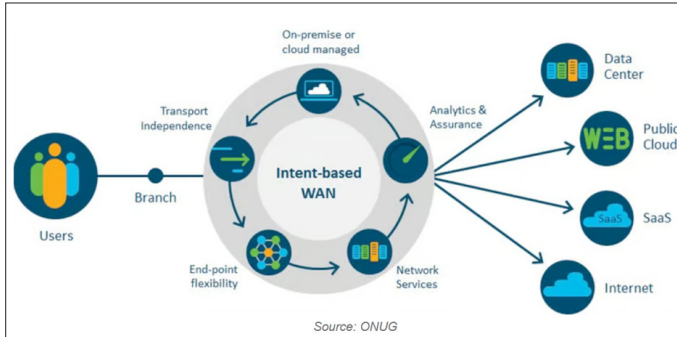 On-premise or
cloud managed
Transport
Independence
Analytics &
Assurance
Intent-based
WAN
End-point
flexibility
Network
Services
Users
Branch
Data
Center
WEB
Public
Cloud
SaaS
SaaS
Internet
Source: ONUG